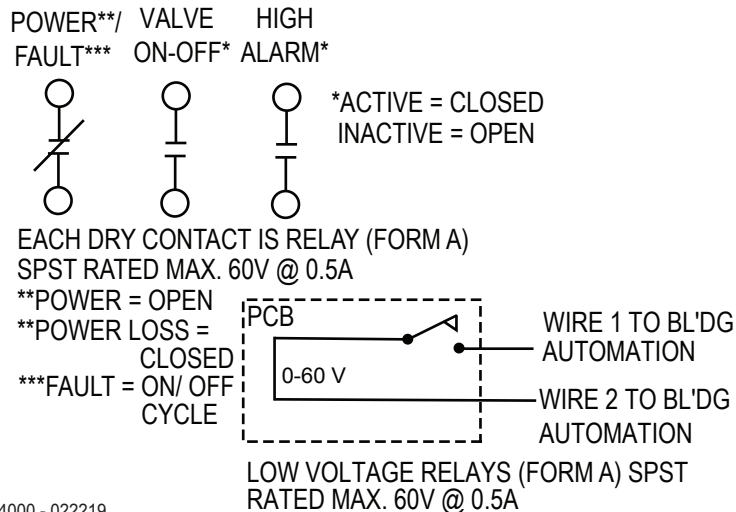 POWER**/ VALVE HIGH
FAULT*** ON-OFF* ALARM*
*ACTIVE = CLOSED
INACTIVE = OPEN
EACH DRY CONTACT IS RELAY (FORM A)
SPST RATED MAX. 60V @ 0.5A
**POWER = OPEN
**POWER LOSS =
CLOSED
***FAULT = ON/ OFF
CYCLE
PCB
0-60 V
WIRE 1 TO BL'DG
AUTOMATION
WIRE 2 TO BL'DG
AUTOMATION
LOW VOLTAGE RELAYS (FORM A) SPST
RATED MAX. 60V @ 0.5A
4000 - 022219